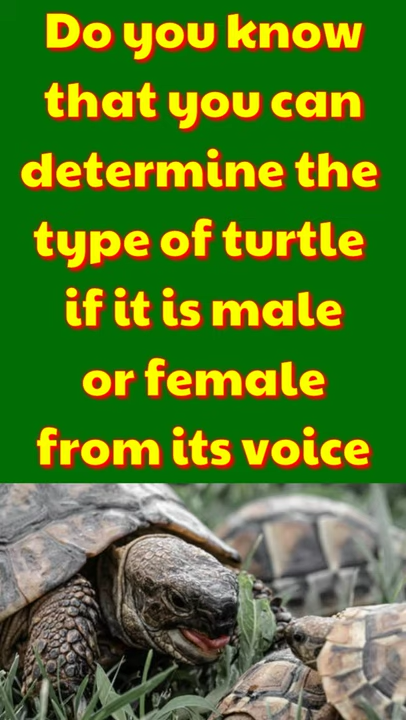 Do you know
that you can
determine the
type of turtle
if it is male
or female
from its voice